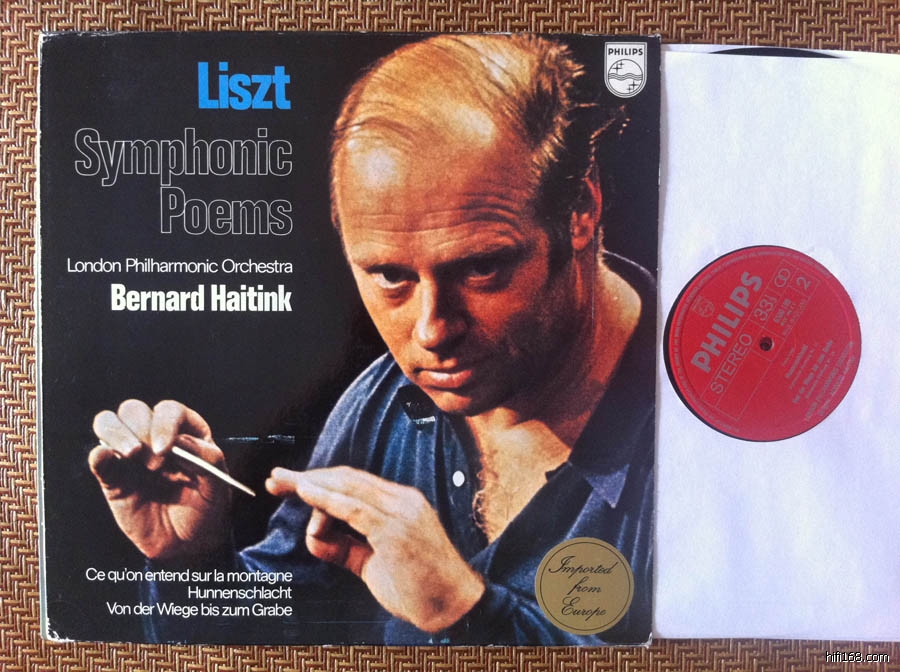 Liszt
Symphonic
Poems
London Philharmonic Orchestra
Bernard Haitink
Ce qu'on entend sur la montagne
Hunnenschlacht
Von der Wiege bis zum Grabe
PHILIPS
Imported
from
Europe
PHILIPS
STEREO 33⅓ 2
hifi168.com